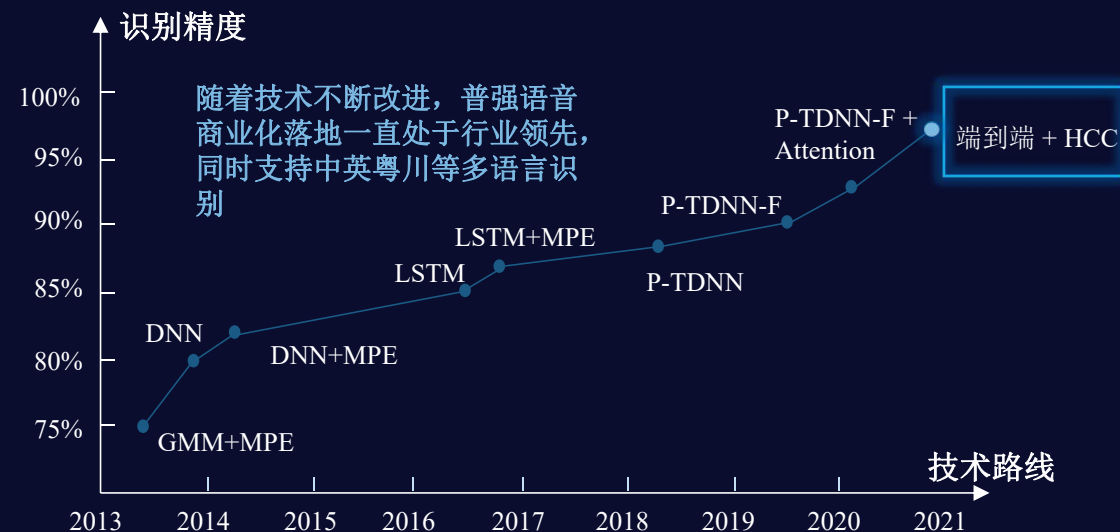 识别精度
100%
95%
90%
85%
80%
75%
随着技术不断改进，普强语音
商业化落地一直处于行业领先，
同时支持中英粤川等多语言识
别
P-TDNN-F +
Attention
端到端 + HCC
P-TDNN-F
LSTM+MPE
LSTM
P-TDNN
DNN
DNN+MPE
GMM+MPE
技术路线
2013 2014 2015 2016 2017 2018 2019 2020 2021